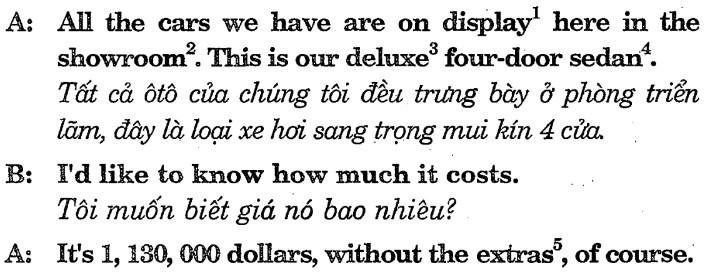 A: All the cars we have are on display¹ here in the
showroom². This is our deluxe³ four-door sedan⁴.
Tất cả ôtô của chúng tôi đều trưng bày ở phòng triển
lãm, đây là loại xe hơi sang trọng mui kín 4 cửa.
B: I'd like to know how much it costs.
Tôi muốn biết giá nó bao nhiêu?
A: It's 1, 130, 000 dollars, without the extras⁵, of course.